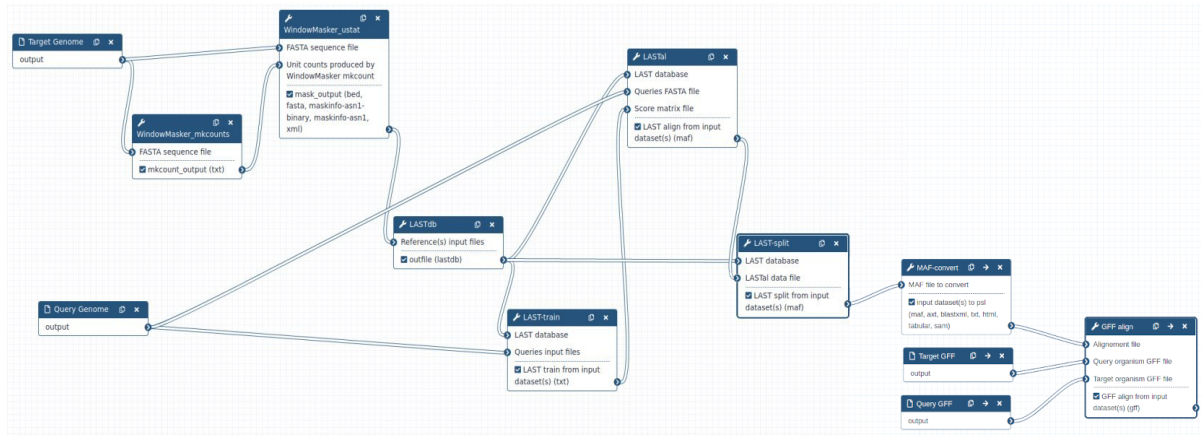 Target Genome
output
WindowMasker_mkcounts
FASTA sequence file
mkcount_output (txt)
WindowMasker_ustat
FASTA sequence file
Unit counts produced by
WindowMasker mkcount
mask_output (bed,
fasta, maskinfo-asn1-
binary, maskinfo-asn1,
xml)
LASTal
LAST database
Queries FASTA file
Score matrix file
LAST align from input
dataset(s) (maf)
LASTdb
Reference(s) input files
outfile (lastdb)
Query Genome
output
LAST-train
LAST database
Queries input files
LAST train from input
dataset(s) (txt)
LAST-split
LAST database
LASTal data file
LAST split from input
dataset(s) (maf)
MAF-convert
MAF file to convert
input dataset(s) to psl
(maf, axt, blastxml, txt, html,
tabular, sam)
Target GFF
output
Query GFF
output
GFF align
Alignement file
Query organism GFF file
Target organism GFF file
GFF align from input
dataset(s) (gff)